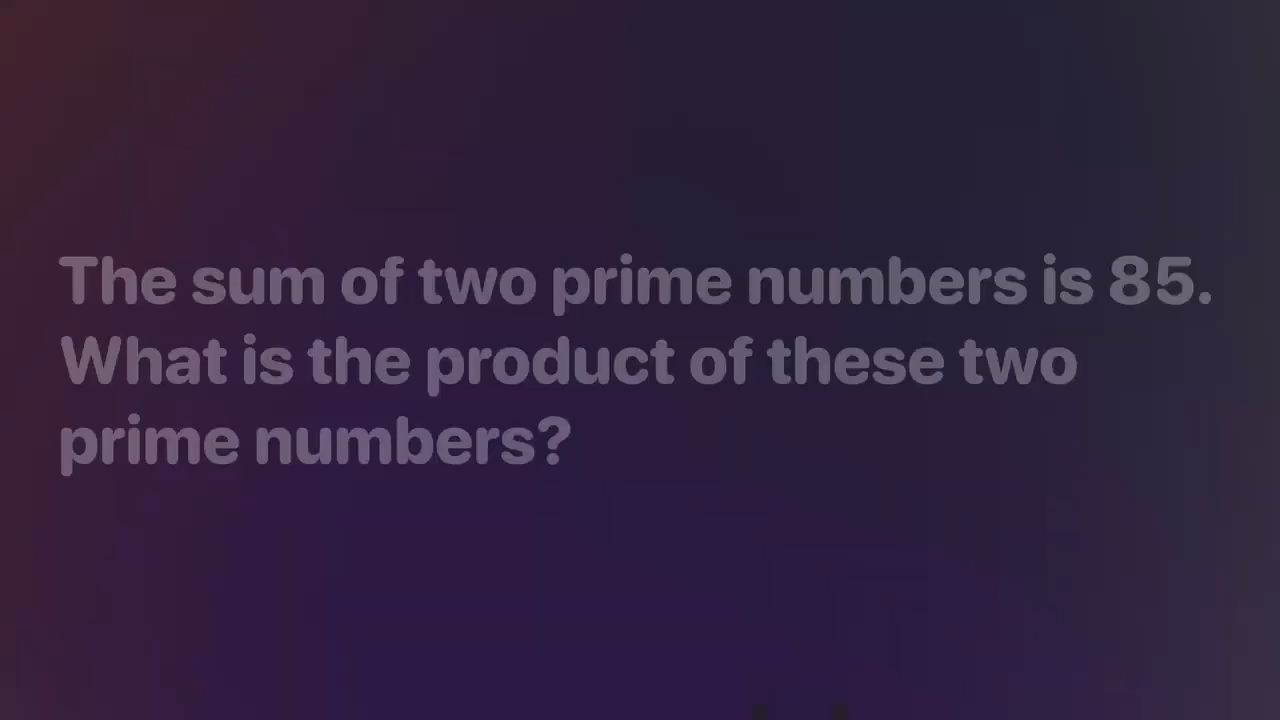 The sum of two prime numbers is 85.
What is the product of these two
prime numbers?